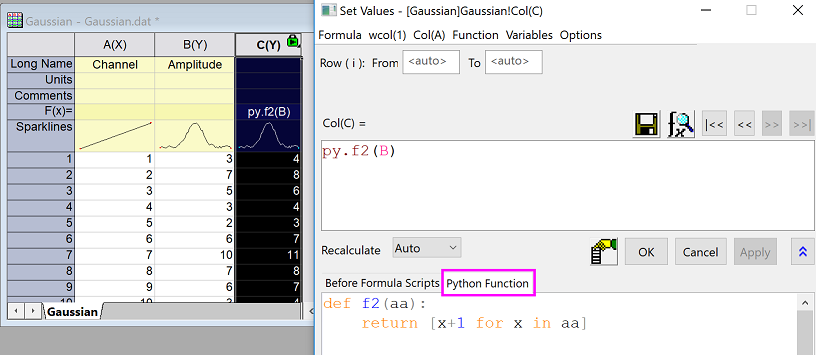 Gaussian - Gaussian.dat *
A(X) B(Y) C(Y)
Long Name Channel Amplitude
Units
Comments
F(x)= py.f2(B)
Sparklines
1 1 3 4
2 2 7 8
3 3 5 6
4 4 3 4
5 5 2 3
6 6 6 7
7 7 10 11
8 8 7 8
9 9 6 7
Gaussian
Set Values - [Gaussian]Gaussian!Col(C)
Formula wcol(1) Col(A) Function Variables Options
Row ( i ): From <auto> To <auto>
Col(C) =
|<< << >> >>|
py.f2(B)
Recalculate Auto OK Cancel Apply
Before Formula Scripts Python Function
def f2(aa):
return [x+1 for x in aa]